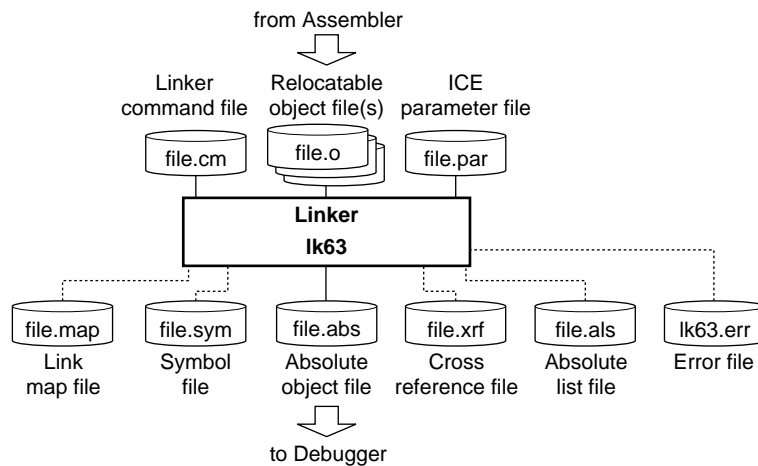 from Assembler
Linker
command file
Relocatable
object file(s)
ICE
parameter file
file.cm
file.o
file.par
Linker
lk63
file.map
file.sym
file.abs
file.xrf
file.als
lk63.err
Link
map file
Symbol
file
Absolute
object file
Cross
reference file
Absolute
list file
Error file
to Debugger